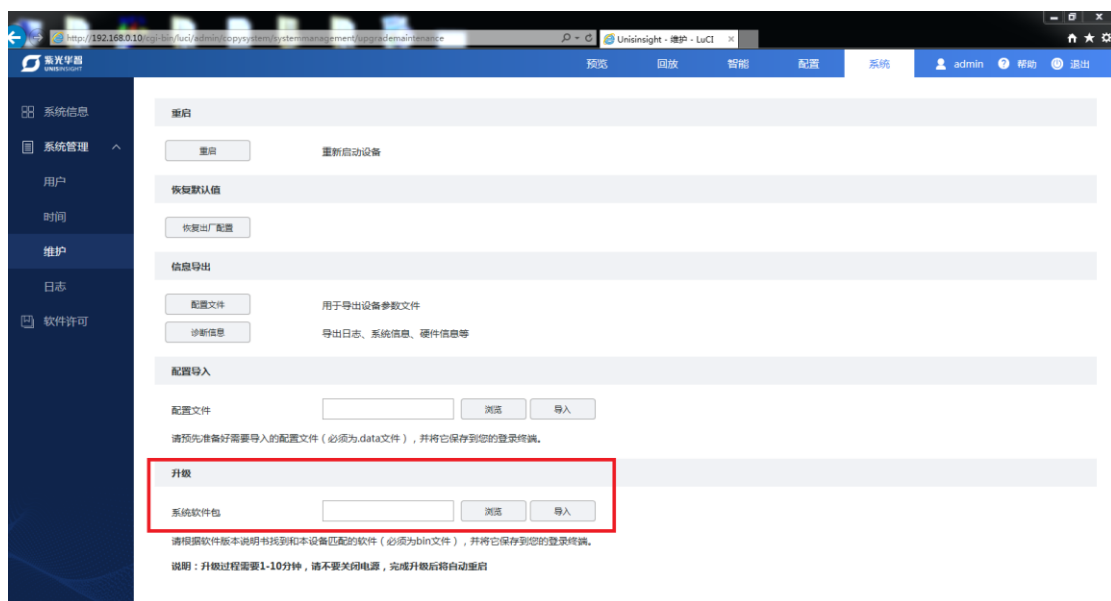 http://192.168.0.10/cgi-bin/luci/admin/copysystem/systemmanagement/upgrademaintenance
Unisinsight - 维护 - LuCI
紫光华智
UNISINSIGHT
预览 回放 智能 配置 系统 admin 帮助 退出
系统信息
系统管理
用户
时间
维护
日志
软件许可
重启
重启 重新启动设备
恢复默认值
恢复出厂配置
信息导出
配置文件 用于导出设备参数文件
诊断信息 导出日志、系统信息、硬件信息等
配置导入
配置文件 浏览 导入
请预先准备好需要导入的配置文件（必须为.data文件），并将它保存到您的登录终端。
升级
系统软件包 浏览 导入
请根据软件版本说明书找到和本设备匹配的软件（必须为bin文件），并将它保存到您的登录终端。
说明：升级过程需要1-10分钟，请不要关闭电源，完成升级后将自动重启